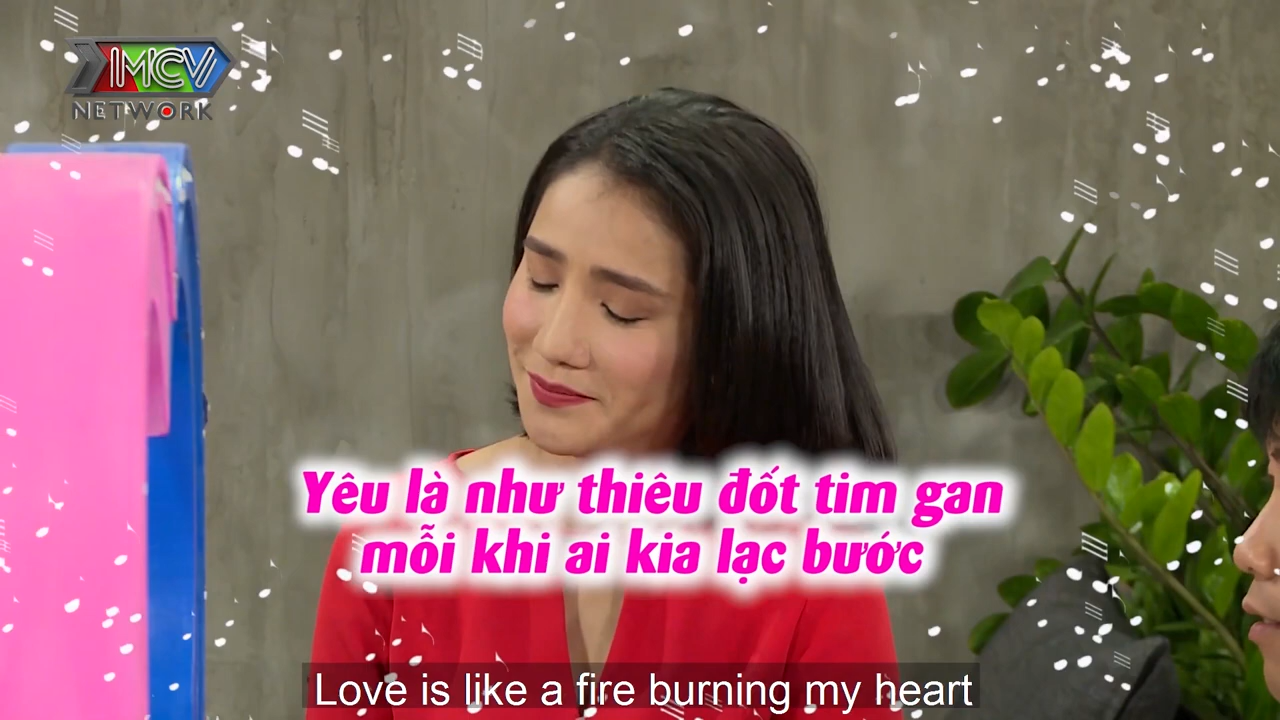 MCV
NETWORK
Yêu là như thiêu đốt tim gan
mỗi khi ai kia lạc bước
Love is like a fire burning my heart